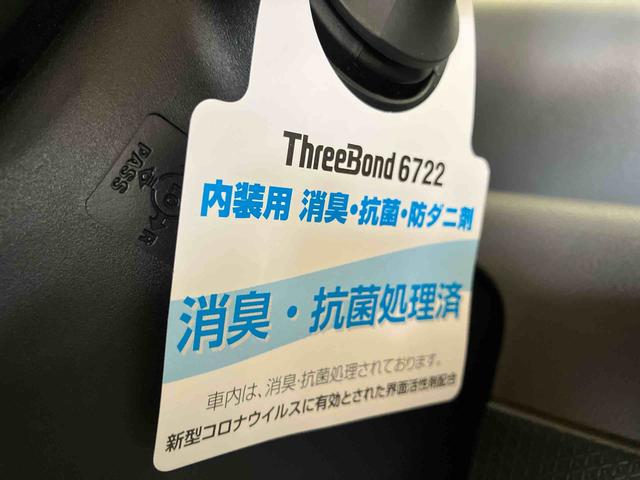 ThreeBond 6722
内装用 消臭・抗菌・防ダニ剤
消臭・抗菌処理済
車内は、消臭・抗菌処理されております。
新型コロナウイルスに有効とされた界面活性剤配合
PASS